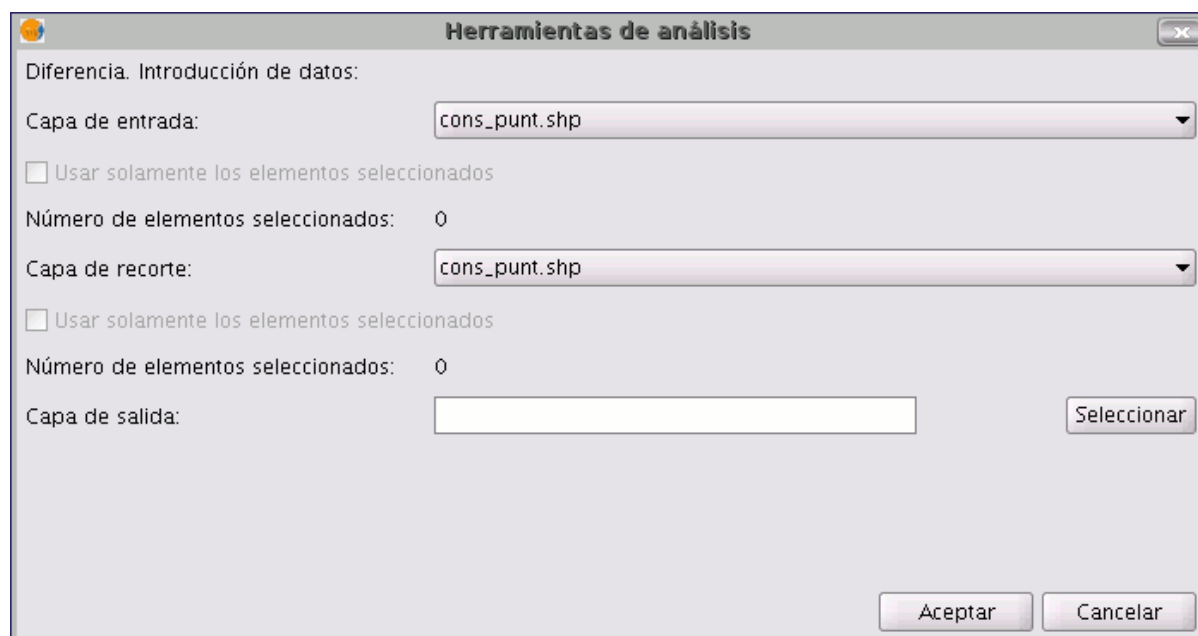 Herramientas de análisis
Diferencia. Introducción de datos:
Capa de entrada: cons_punt.shp
Usar solamente los elementos seleccionados
Número de elementos seleccionados: 0
Capa de recorte: cons_punt.shp
Usar solamente los elementos seleccionados
Número de elementos seleccionados: 0
Capa de salida: Seleccionar
Aceptar Cancelar